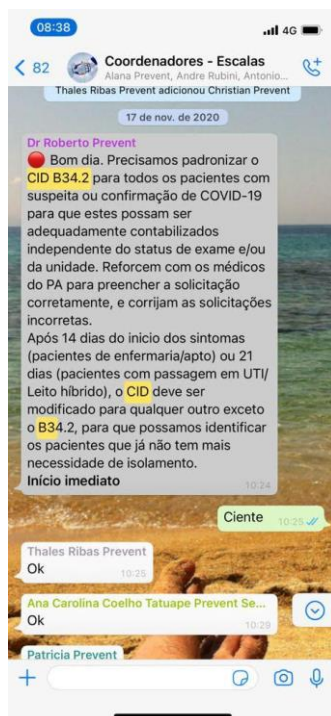 08:38
4G
82
Coordenadores - Escalas
Alana Prevent, Andre Rubini, Antonio...
Thales Ribas Prevent adicionou Christian Prevent
17 de nov. de 2020
Dr Roberto Prevent
Bom dia. Precisamos padronizar o
CID B34.2 para todos os pacientes com
suspeita ou confirmação de COVID-19
para que estes possam ser
adequadamente contabilizados
independente do status de exame e/ou
da unidade. Reforcem com os médicos
do PA para preencher a solicitação
corretamente, e corrijam as solicitações
incorretas.
Após 14 dias do inicio dos sintomas
(pacientes de enfermaria/apto) ou 21
dias (pacientes com passagem em UTI/
Leito híbrido), o CID deve ser
modificado para qualquer outro exceto
o B34.2, para que possamos identificar
os pacientes que já não tem mais
necessidade de isolamento.
Início imediato
10:24
Ciente 10:25
Thales Ribas Prevent
Ok 10:25
Ana Carolina Coelho Tatuape Prevent Se...
Ok 10:29
Patricia Prevent